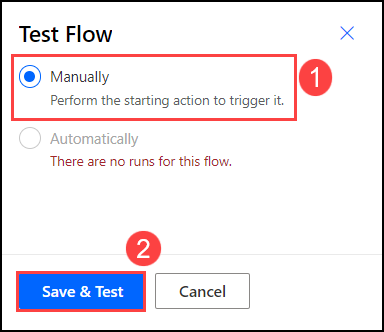 Test Flow
Manually
1
Perform the starting action to trigger it.
Automatically
There are no runs for this flow.
2
Save & Test
Cancel